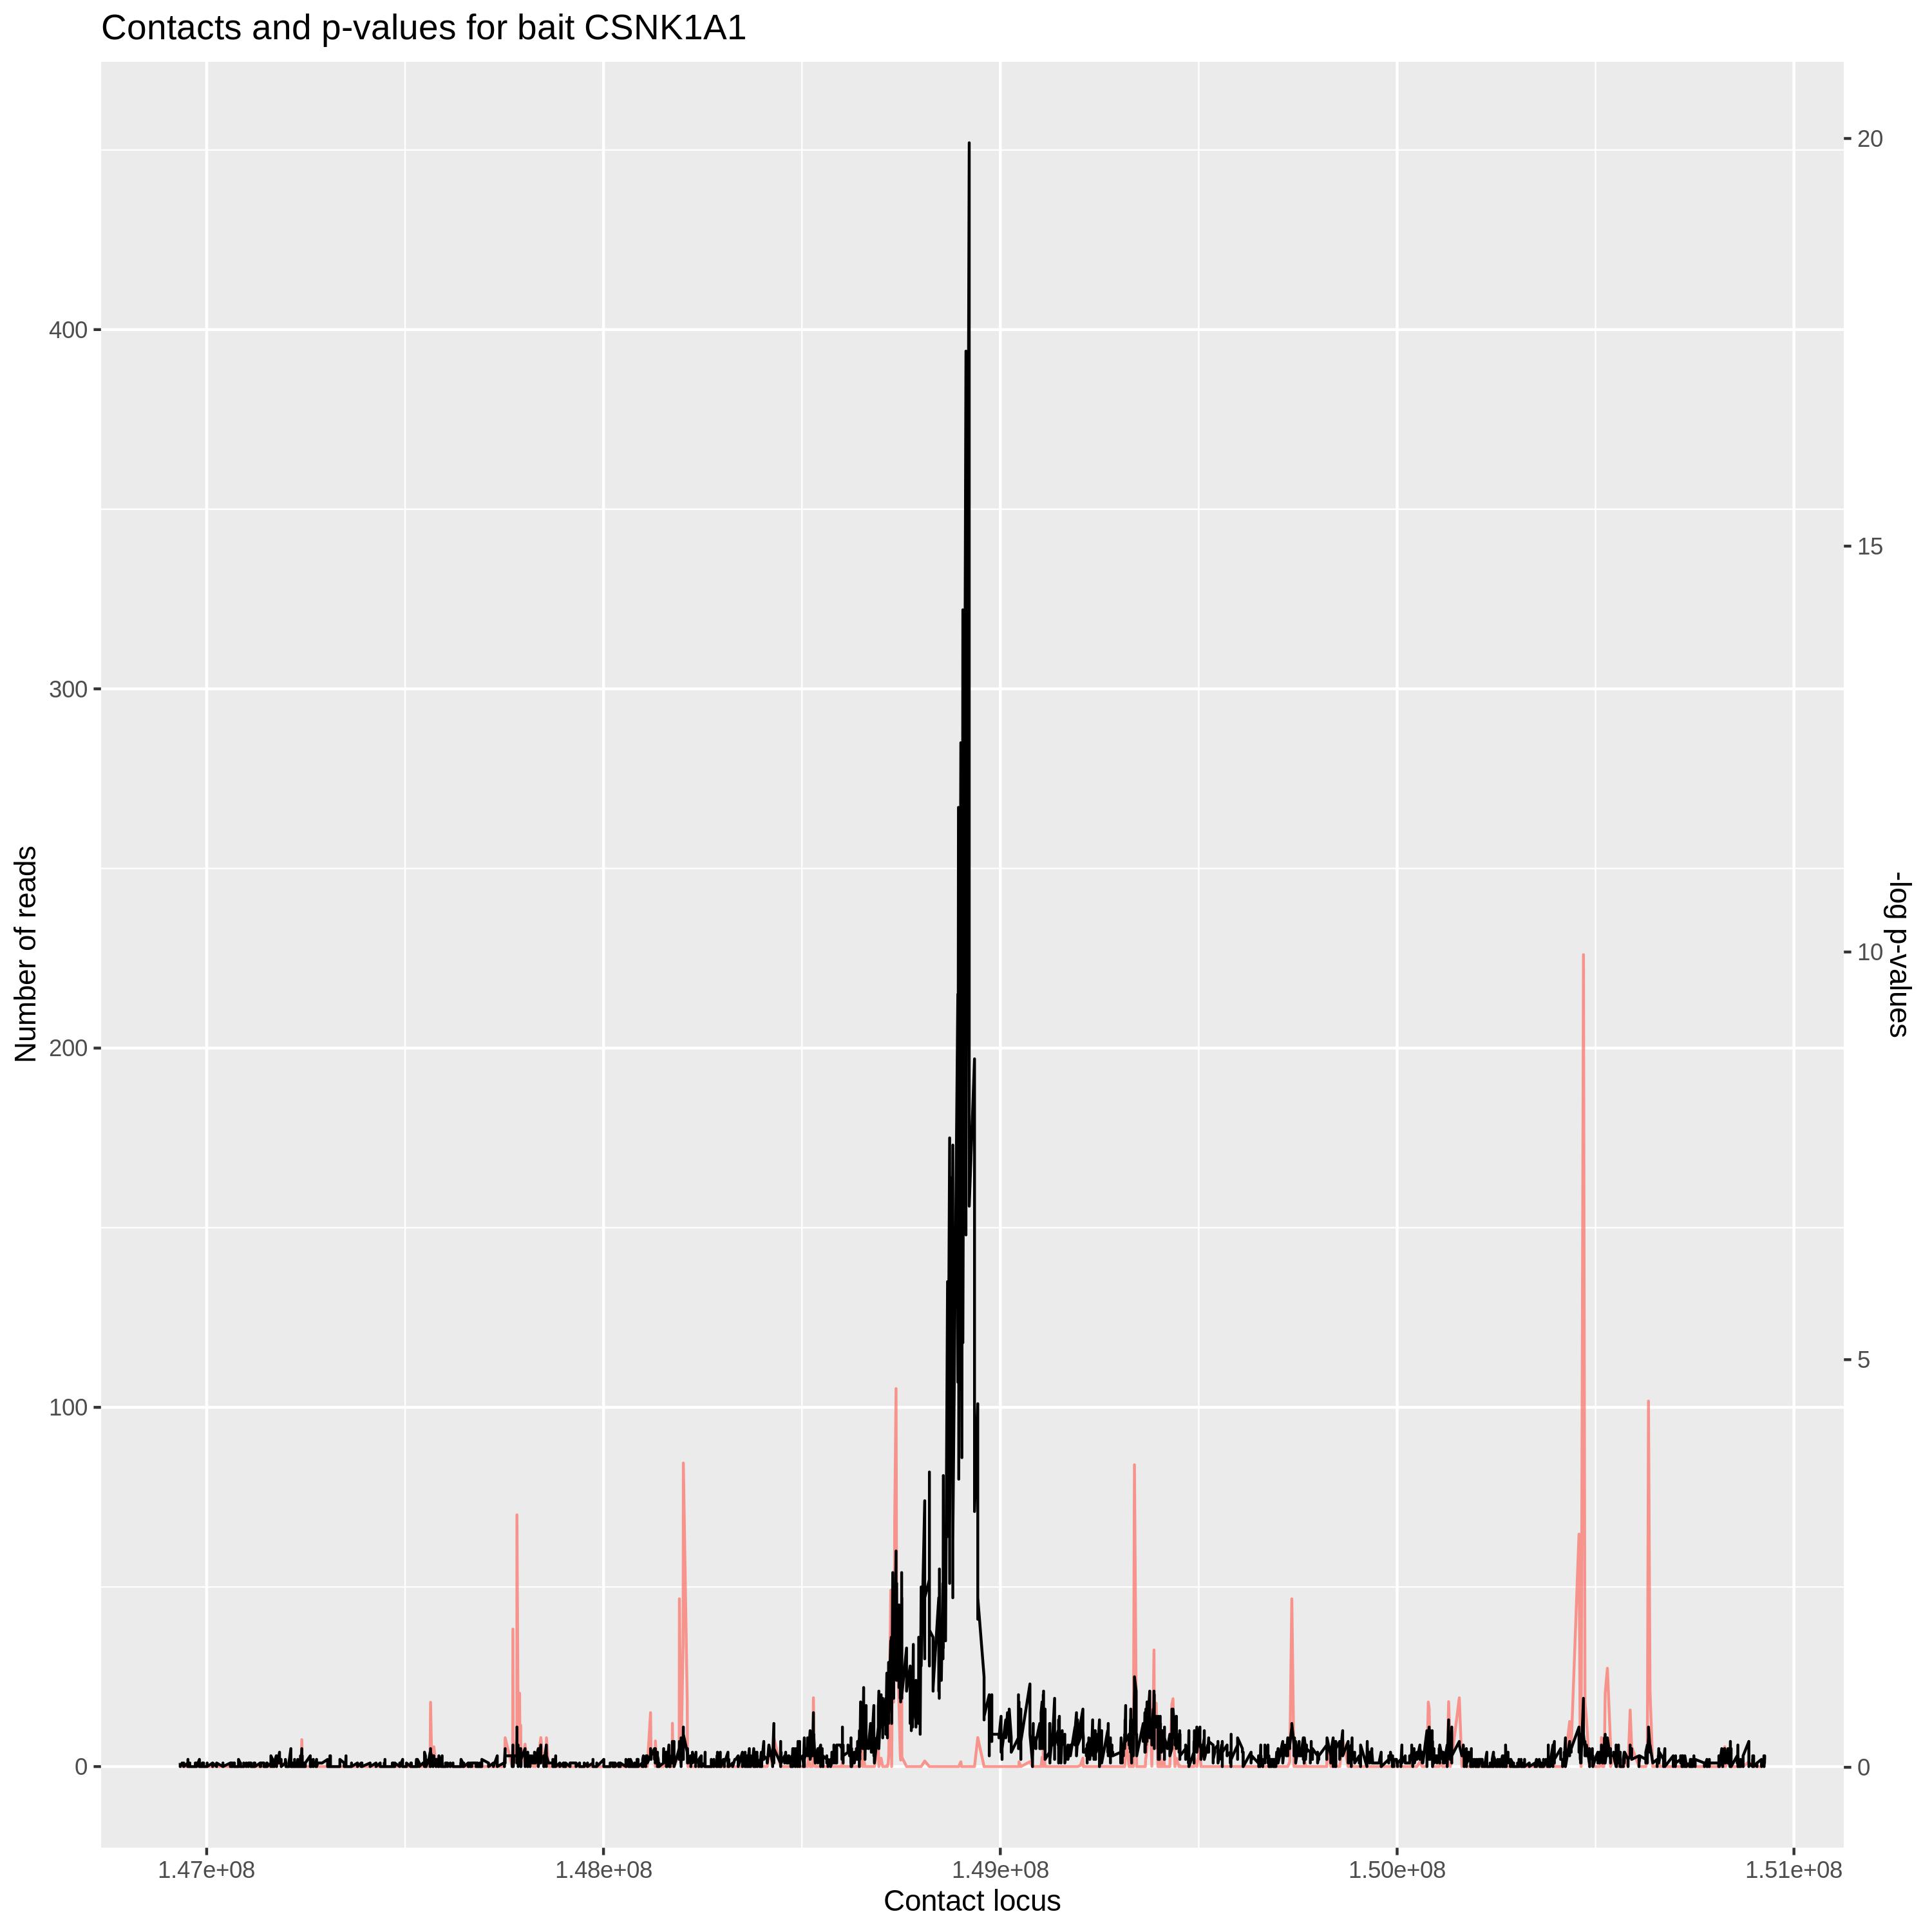 Contacts and p-values for bait CSNK1A1
Number of reads
400
300
200
100
0
20
15
10
5
0
-log p-values
1.47e+08
1.48e+08
1.49e+08
1.50e+08
1.51e+08
Contact locus